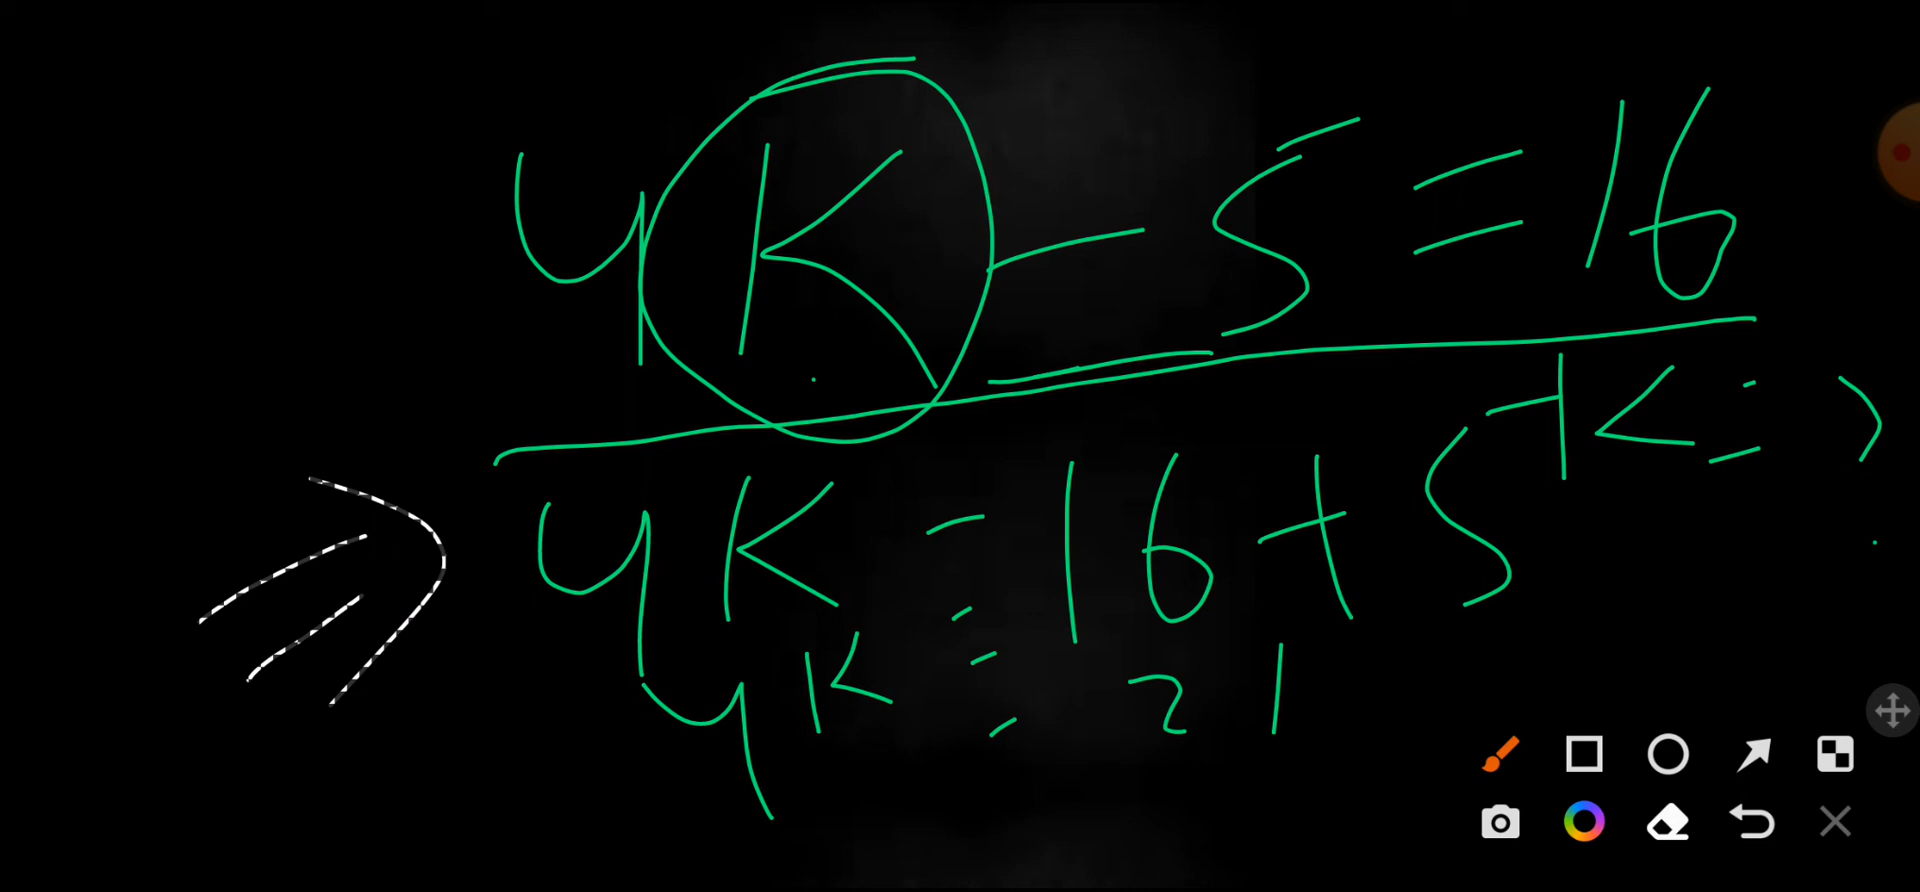 4K - 5 = 16
4K = 16 + 5
4K = 21